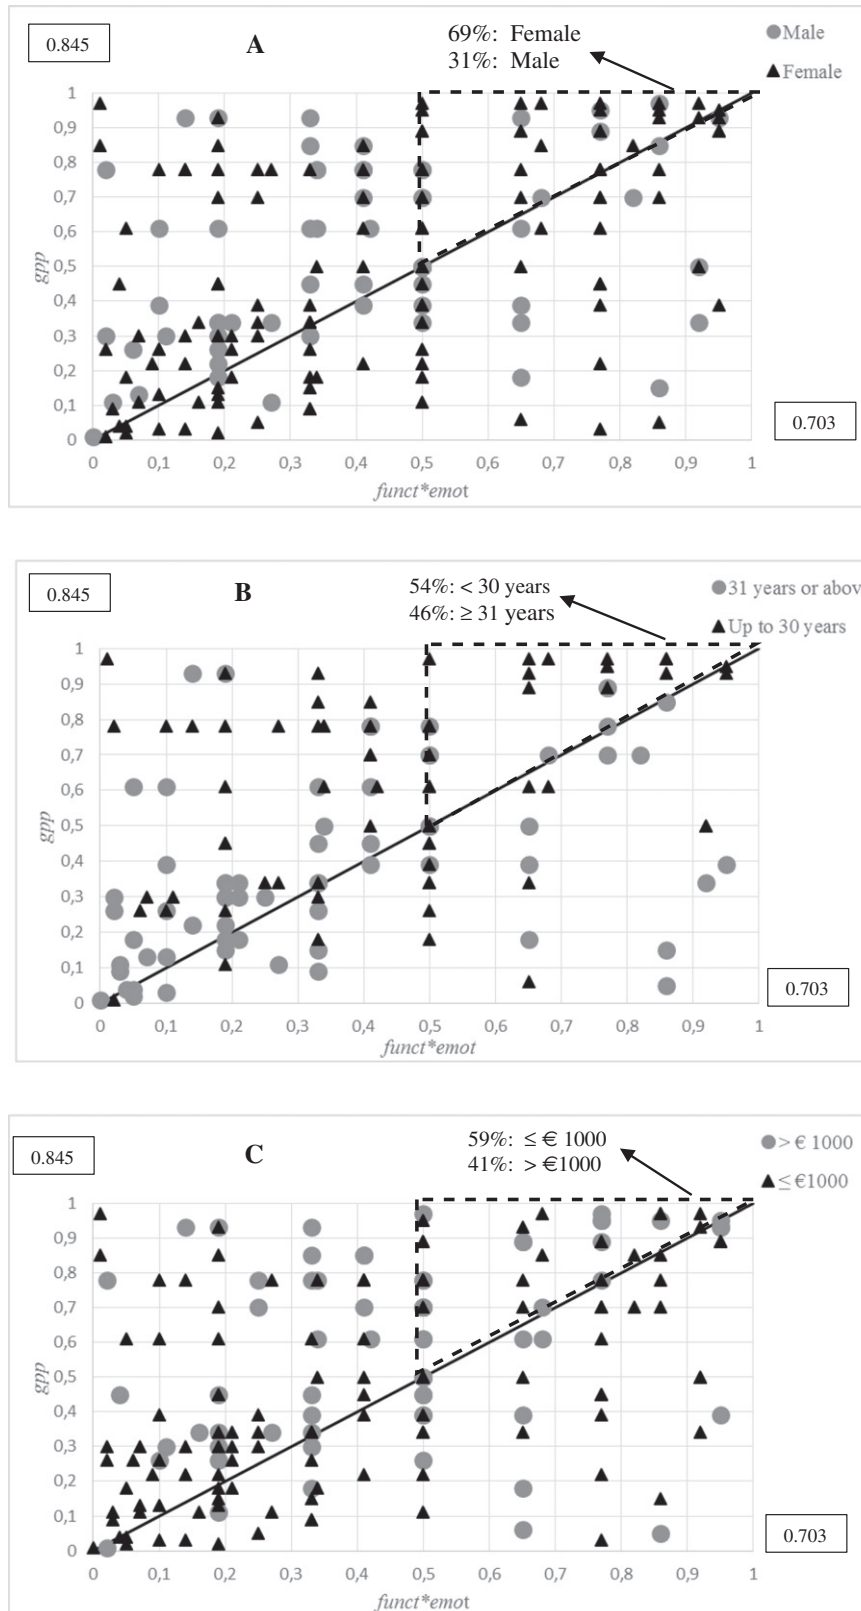 0.845
A
69%: Female
31%: Male
Male
Female
1
0,9
0,8
0,7
0,6
0,5
0,4
0,3
0,2
0,1
0
gpp
0 0,1 0,2 0,3 0,4 0,5 0,6 0,7 0,8 0,9 1
funct*emot
0.703
0.845
B
54%: < 30 years
46%: ≥ 31 years
31 years or above
Up to 30 years
1
0,9
0,8
0,7
0,6
0,5
0,4
0,3
0,2
0,1
0
gpp
0 0,1 0,2 0,3 0,4 0,5 0,6 0,7 0,8 0,9 1
funct*emot
0.703
0.845
C
59%: ≤ € 1000
41%: > €1000
> € 1000
≤ €1000
1
0,9
0,8
0,7
0,6
0,5
0,4
0,3
0,2
0,1
0
gpp
0 0,1 0,2 0,3 0,4 0,5 0,6 0,7 0,8 0,9 1
funct*emot
0.703